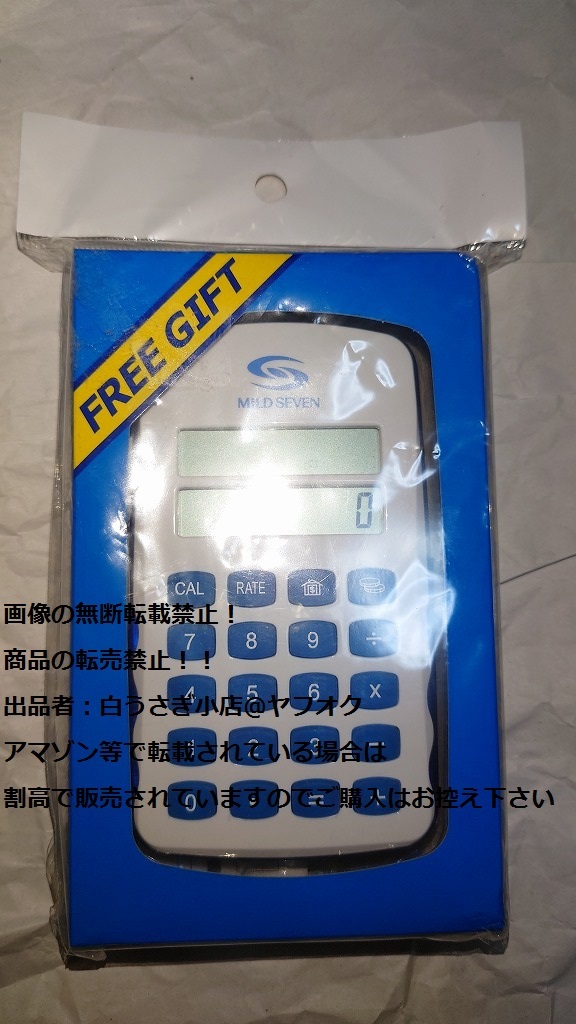 FREE GIFT
MILD SEVEN
0
CAL RATE $
7 8 9 ÷
4 5 6 x
1 2 3 -
0 . = +
画像の無断転載禁止！
商品の転売禁止！！
出品者：白うさぎ小店@ヤフオク
アマゾン等で転載されている場合は
割高で販売されていますのでご購入はお控え下さい